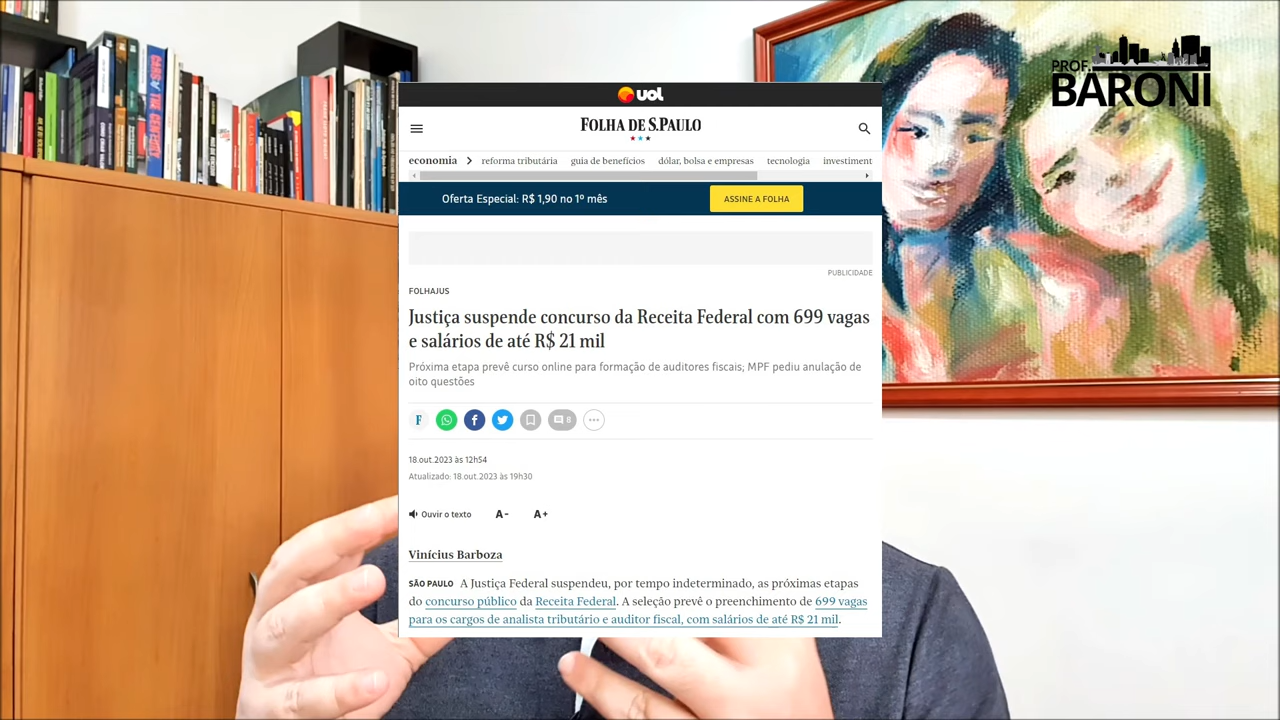 PROF.
BARONI
uol
FOLHA DE S.PAULO
economia
reforma tributária
guia de benefícios
dólar, bolsa e empresas
tecnologia
investiment
Oferta Especial: R$ 1,90 no 1º mês
ASSINE A FOLHA
PUBLICIDADE
FOLHAJUS
Justiça suspende concurso da Receita Federal com 699 vagas
e salários de até R$ 21 mil
Próxima etapa prevê curso online para formação de auditores fiscais; MPF pediu anulação de
oito questões
F
8
18.out.2023 às 12h54
Atualizado: 18.out.2023 às 19h30
Ouvir o texto
A-
A+
Vinícius Barboza
SÃO PAULO A Justiça Federal suspendeu, por tempo indeterminado, as próximas etapas
do concurso público da Receita Federal. A seleção prevê o preenchimento de 699 vagas
para os cargos de analista tributário e auditor fiscal, com salários de até R$ 21 mil.